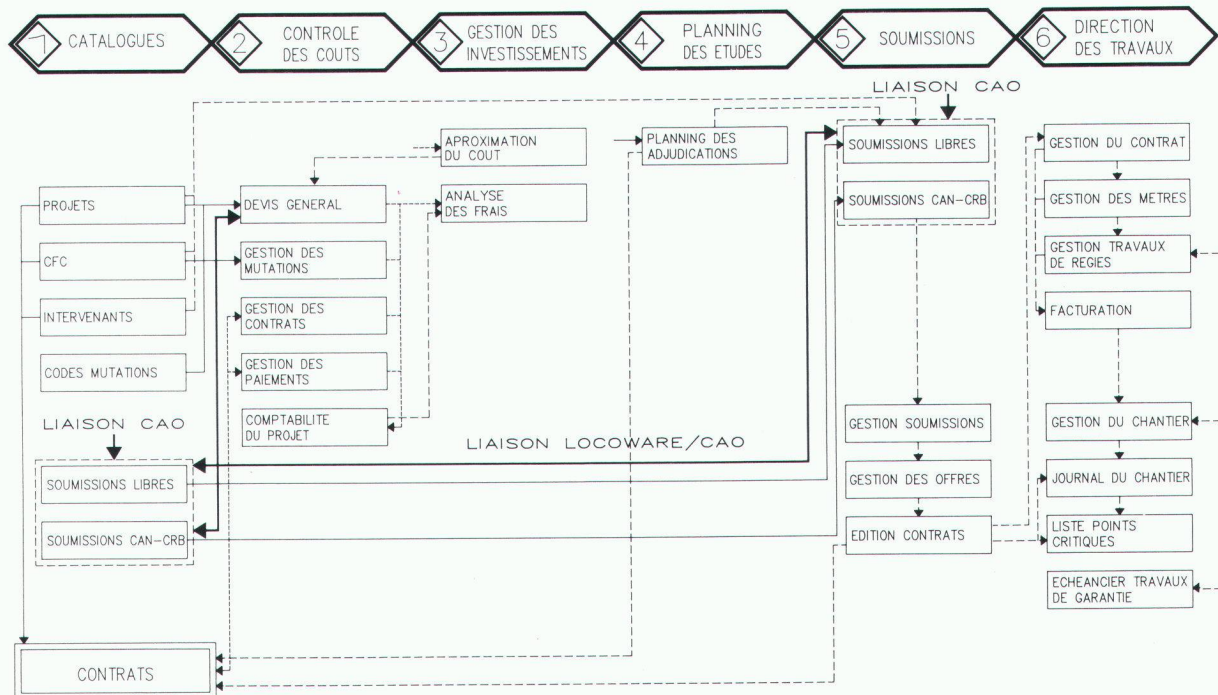 1 CATALOGUES
2 CONTROLE
DES COUTS
3 GESTION DES
INVESTISSEMENTS
4 PLANNING
DES ETUDES
5 SOUMISSIONS
6 DIRECTION
DES TRAVAUX
PROJETS
CFC
INTERVENANTS
CODES MUTATIONS
LIAISON CAO
SOUMISSIONS LIBRES
SOUMISSIONS CAN-CRB
CONTRATS
DEVIS GENERAL
GESTION DES
MUTATIONS
GESTION DES
CONTRATS
GESTION DES
PAIEMENTS
COMPTABILITE
DU PROJET
APROXIMATION
DU COUT
ANALYSE
DES FRAIS
LIAISON LOCOWARE/CAO
PLANNING DES
ADJUDICATIONS
LIAISON CAO
SOUMISSIONS LIBRES
SOUMISSIONS CAN-CRB
GESTION SOUMISSIONS
GESTION DES OFFRES
EDITION CONTRATS
GESTION DU CONTRAT
GESTION DES METRES
GESTION TRAVAUX
DE REGIES
FACTURATION
GESTION DU CHANTIER
JOURNAL DU CHANTIER
LISTE POINTS
CRITIQUES
ECHEANCIER TRAVAUX
DE GARANTIE